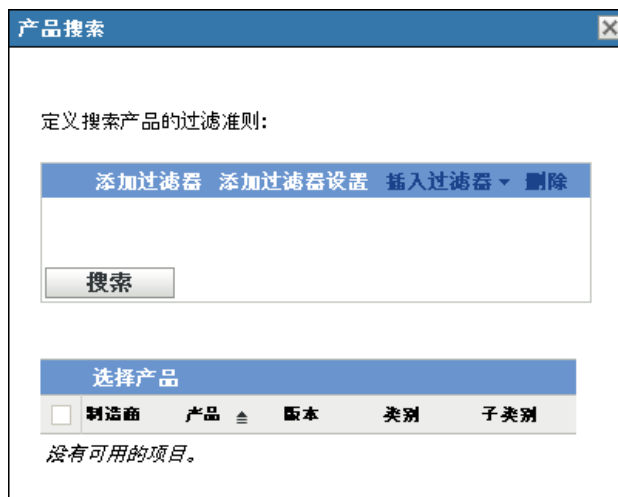 产品搜索
定义搜索产品的过滤准则:
添加过滤器 添加过滤器设置 插入过滤器 删除
搜索
选择产品
制造商 产品 版本 类别 子类别
没有可用的项目。